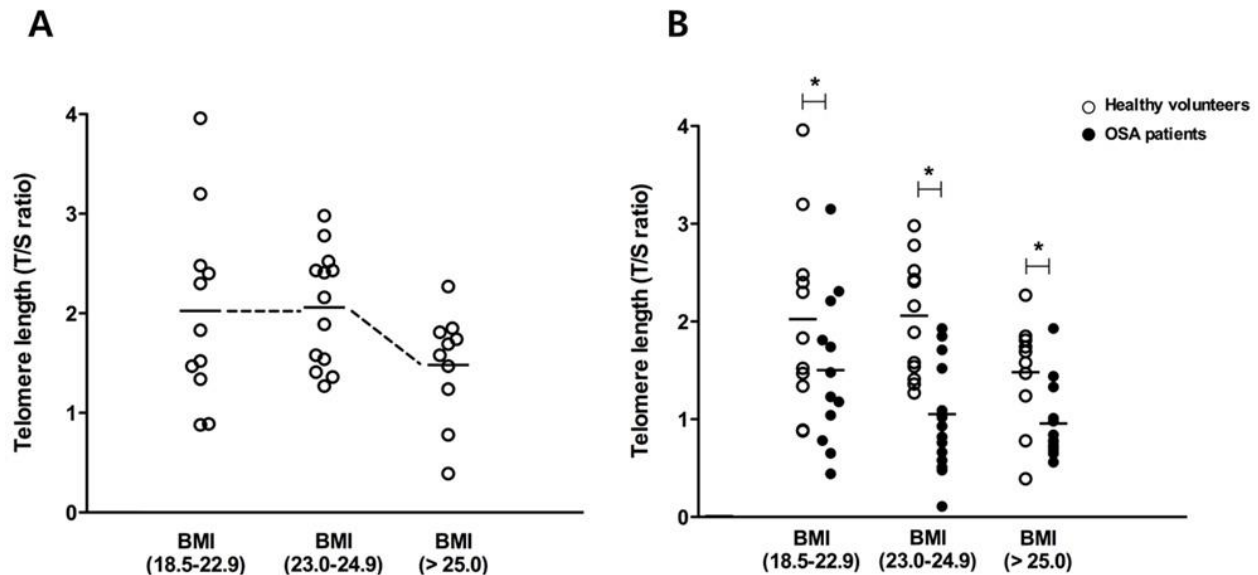 A
Telomere length (T/S ratio)
4
3
2
1
0
BMI
(18.5-22.9)
BMI
(23.0-24.9)
BMI
(> 25.0)
B
Healthy volunteers
OSA patients
Telomere length (T/S ratio)
4
3
2
1
0
*
*
*
BMI
(18.5-22.9)
BMI
(23.0-24.9)
BMI
(> 25.0)